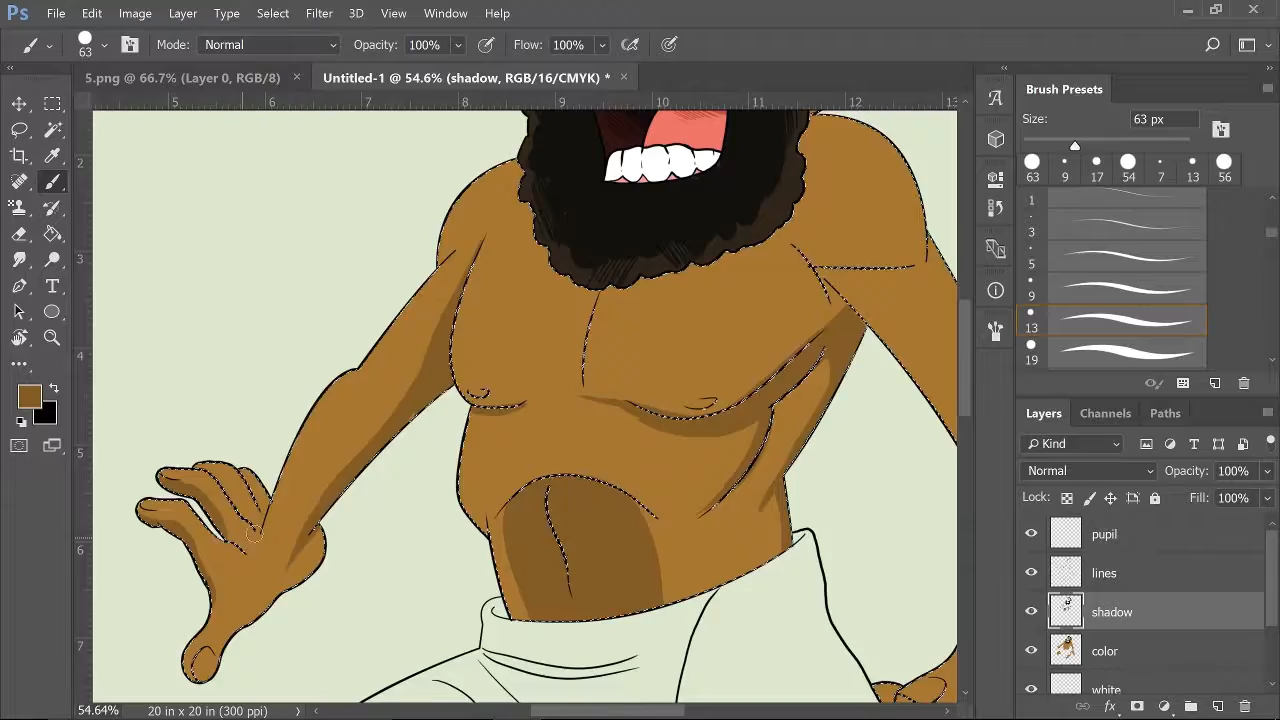 Ps File Edit Image Layer Type Select Filter 3D View Window Help
63 Mode: Normal Opacity: 100% Flow: 100%
5.png @ 66.7% (Layer 0, RGB/8) × Untitled-1 @ 54.6% (shadow, RGB/16/CMYK) * ×
5 6 7 8 9 10 11 12 13
2
3
4
5
6
7
Brush Presets
Size: 63 px
63 9 17 54 7 13 56
1
3
5
9
13
19
Layers Channels Paths
Kind
Normal Opacity: 100%
Lock: Fill: 100%
pupil
lines
shadow
color
white
fx
54.64% 20 in x 20 in (300 ppi)